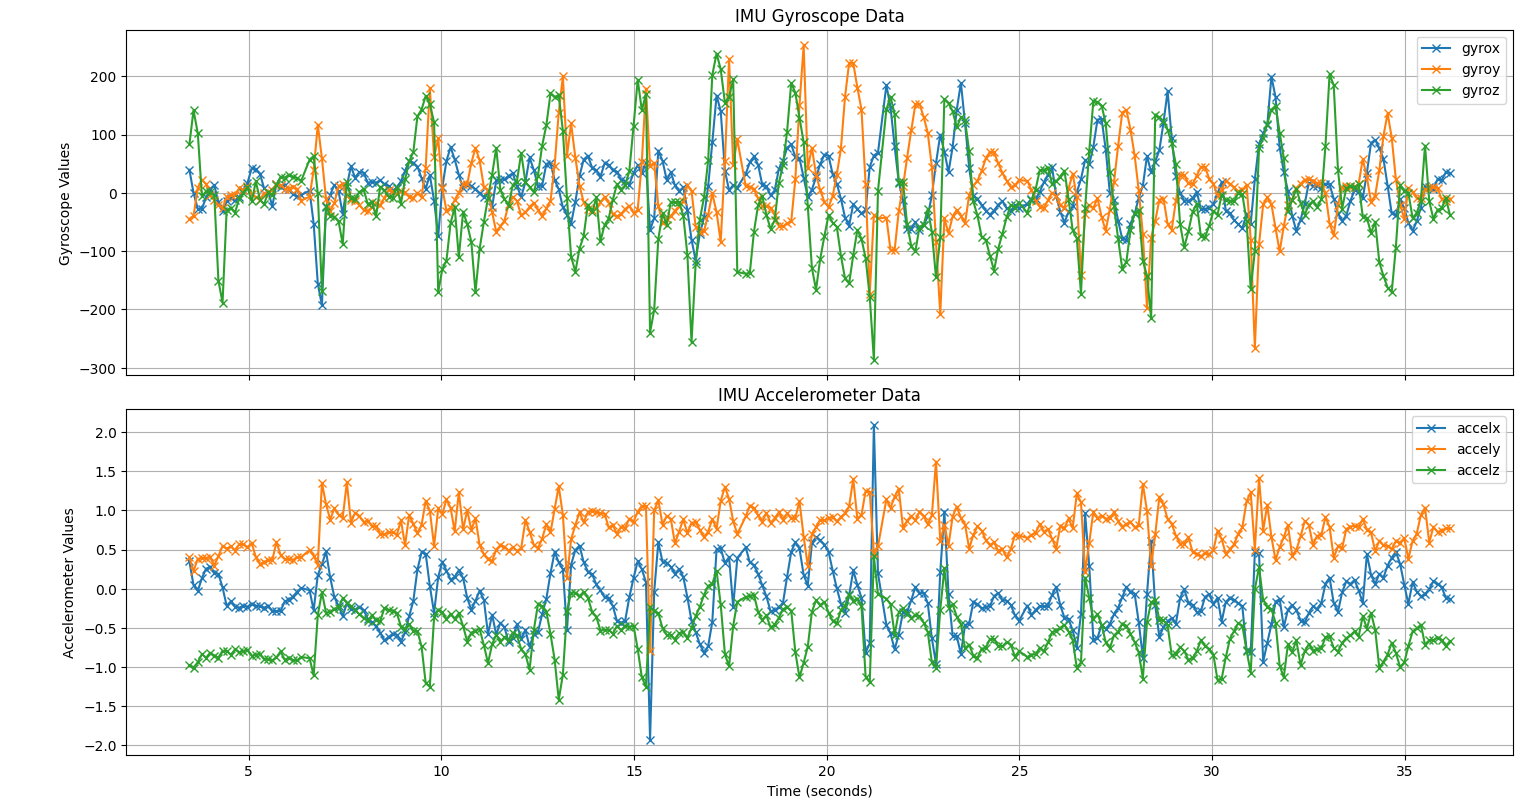 IMU Gyroscope Data
Gyroscope Values
200
100
0
−100
−200
−300
gyrox
gyroy
gyroz
IMU Accelerometer Data
Accelerometer Values
2.0
1.5
1.0
0.5
0.0
−0.5
−1.0
−1.5
−2.0
accelx
accely
accelz
5 10 15 20 25 30 35
Time (seconds)